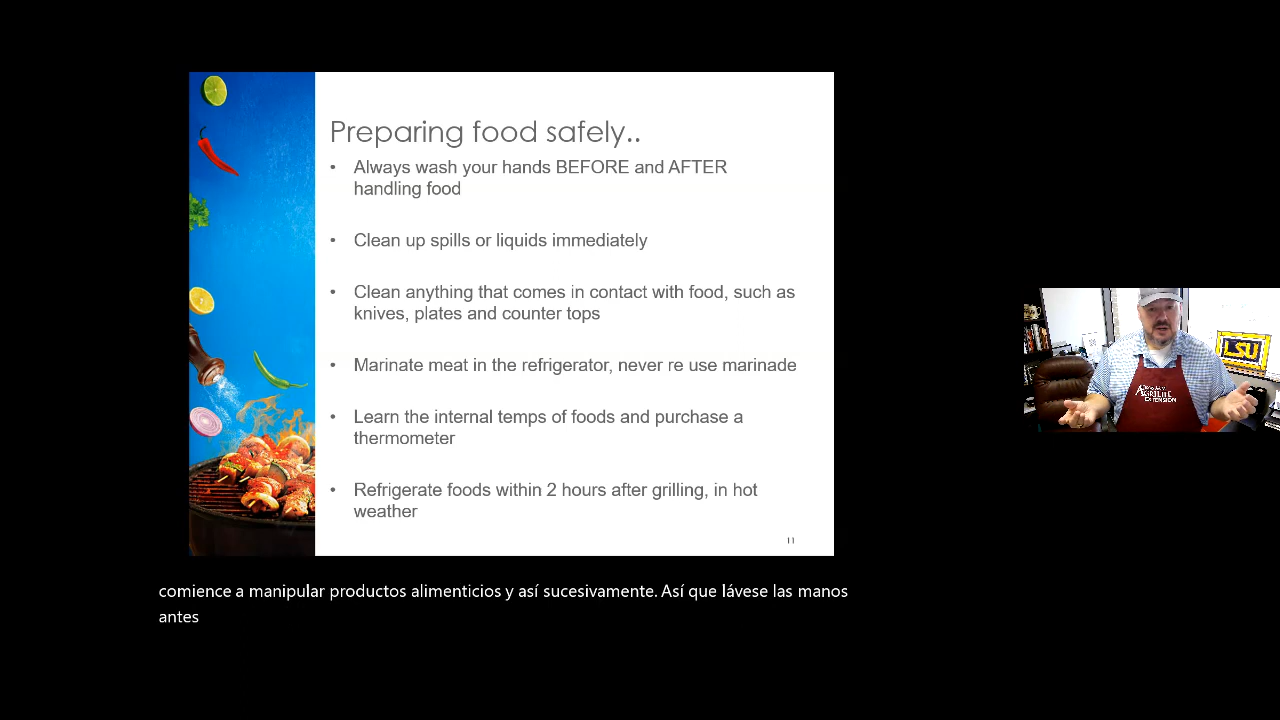 Preparing food safely..
• Always wash your hands BEFORE and AFTER
handling food
• Clean up spills or liquids immediately
• Clean anything that comes in contact with food, such as
knives, plates and counter tops
• Marinate meat in the refrigerator, never re use marinade
• Learn the internal temps of foods and purchase a
thermometer
• Refrigerate foods within 2 hours after grilling, in hot
weather
11
LSU
EXTENSION
comience a manipular productos alimenticios y así sucesivamente. Así que lávese las manos
antes